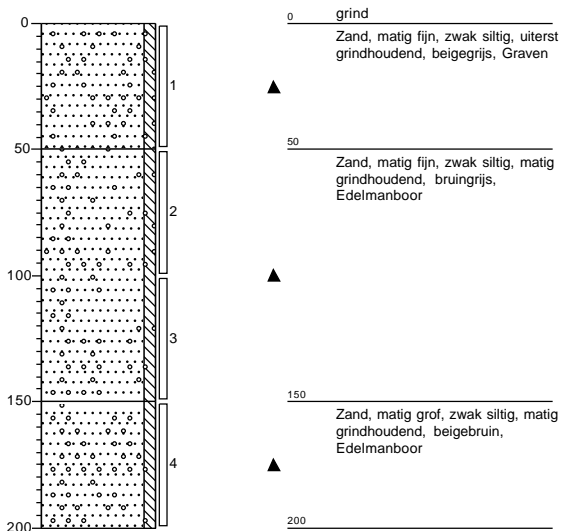 0
0
grind
Zand, matig fijn, zwak siltig, uiterst
grindhoudend, beigegrijs, Graven
1
50
50
Zand, matig fijn, zwak siltig, matig
grindhoudend, bruingrijs,
Edelmanboor
2
100
3
150
150
Zand, matig grof, zwak siltig, matig
grindhoudend, beigebruin,
Edelmanboor
4
200
200